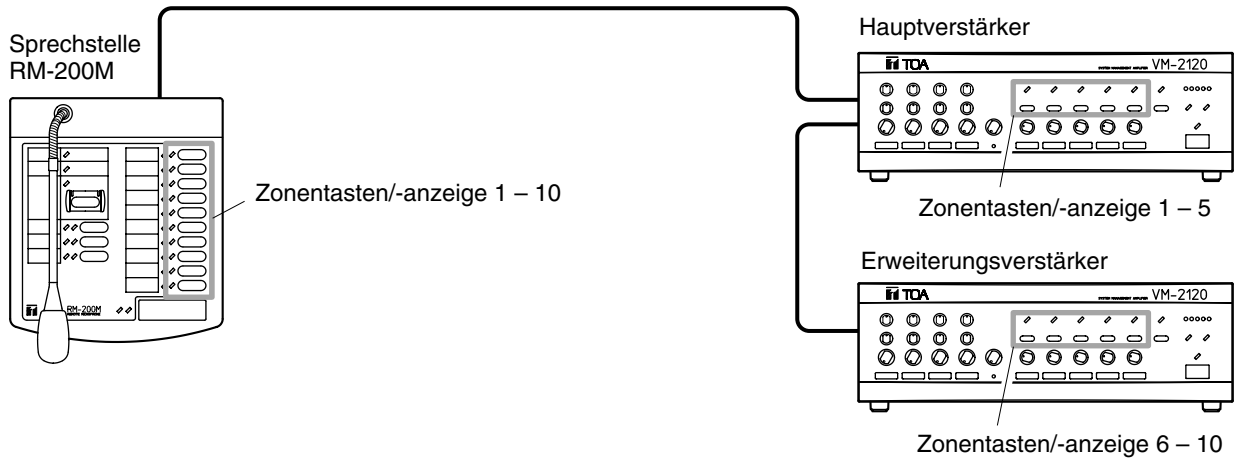 Sprechstelle
RM-200M
RM-200M
Zonentasten/-anzeige 1 – 10
Hauptverstärker
TOA
VM-2120
Zonentasten/-anzeige 1 – 5
Erweiterungsverstärker
TOA
VM-2120
Zonentasten/-anzeige 6 – 10